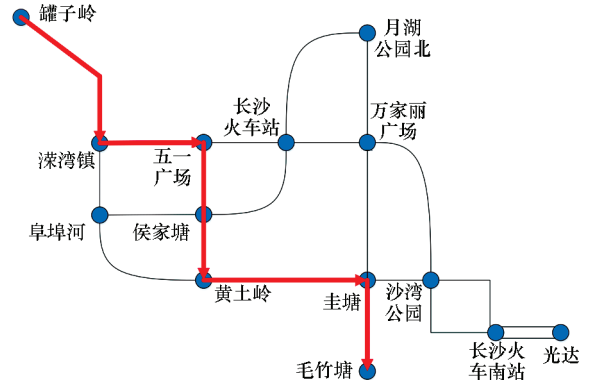 罐子岭
月湖
公园北
长沙
火车站
万家丽
广场
溁湾镇
五一
广场
阜埠河
侯家塘
黄土岭
圭塘
沙湾
公园
毛竹塘
长沙火
车南站
光达